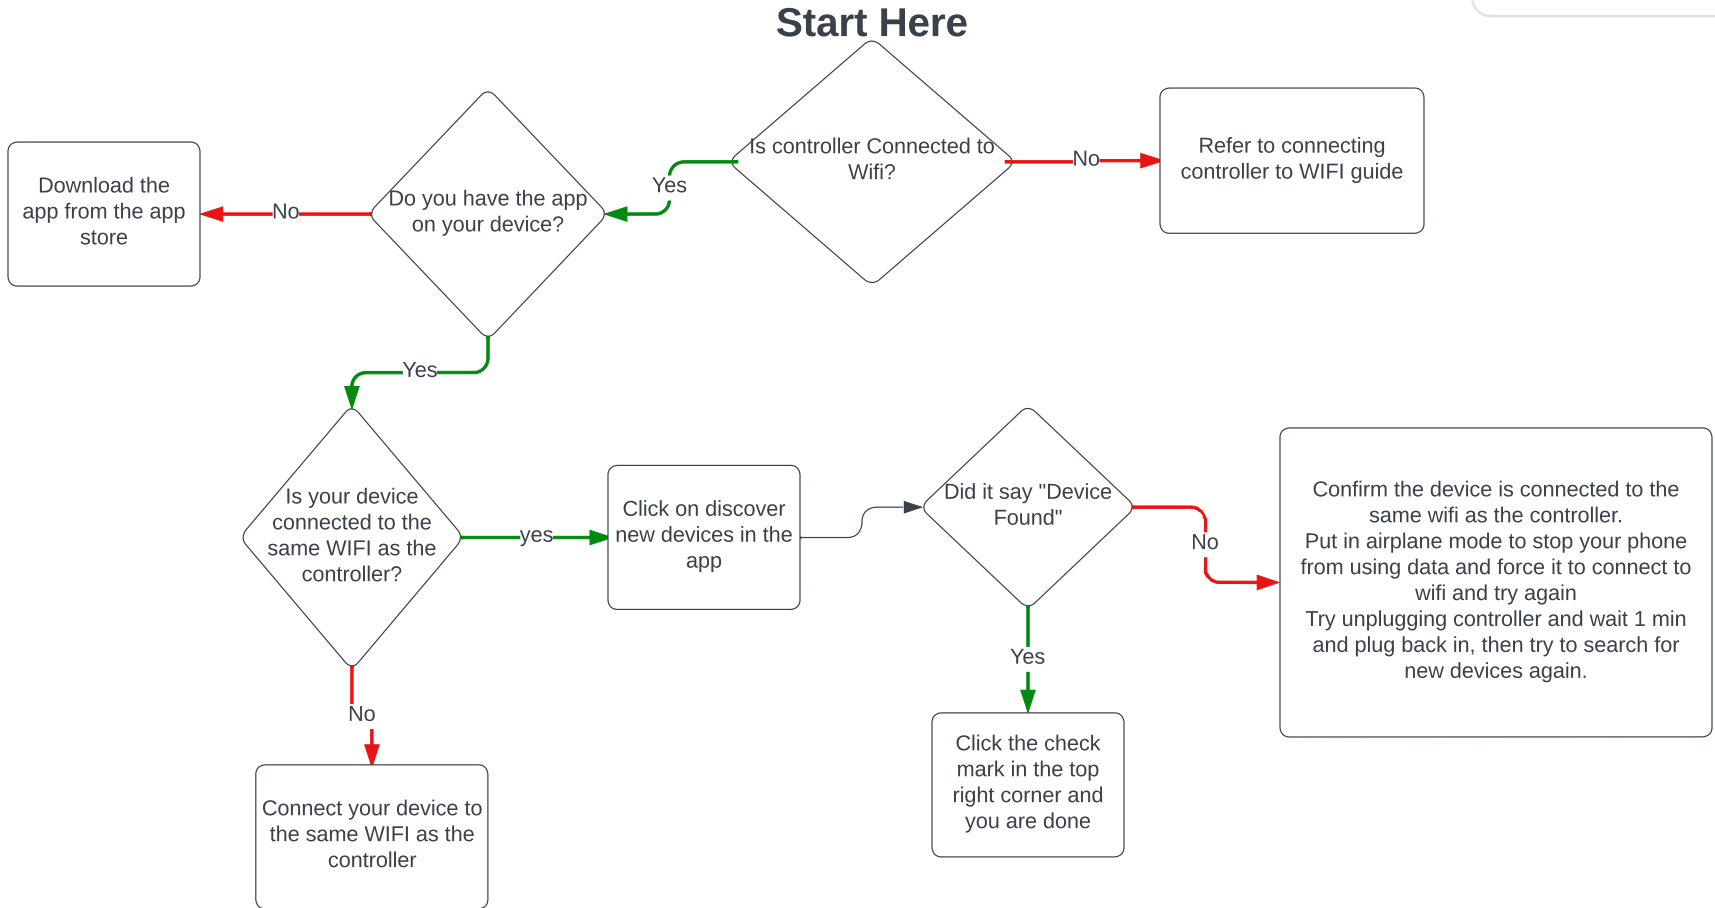 Start Here
Is controller Connected to
Wifi?
No
Refer to connecting
controller to WIFI guide
Yes
Do you have the app
on your device?
No
Download the
app from the app
store
Yes
Is your device
connected to the
same WIFI as the
controller?
yes
Click on discover
new devices in the
app
Did it say "Device
Found"
No
Confirm the device is connected to the
same wifi as the controller.
Put in airplane mode to stop your phone
from using data and force it to connect to
wifi and try again
Try unplugging controller and wait 1 min
and plug back in, then try to search for
new devices again.
Yes
Click the check
mark in the top
right corner and
you are done
No
Connect your device to
the same WIFI as the
controller